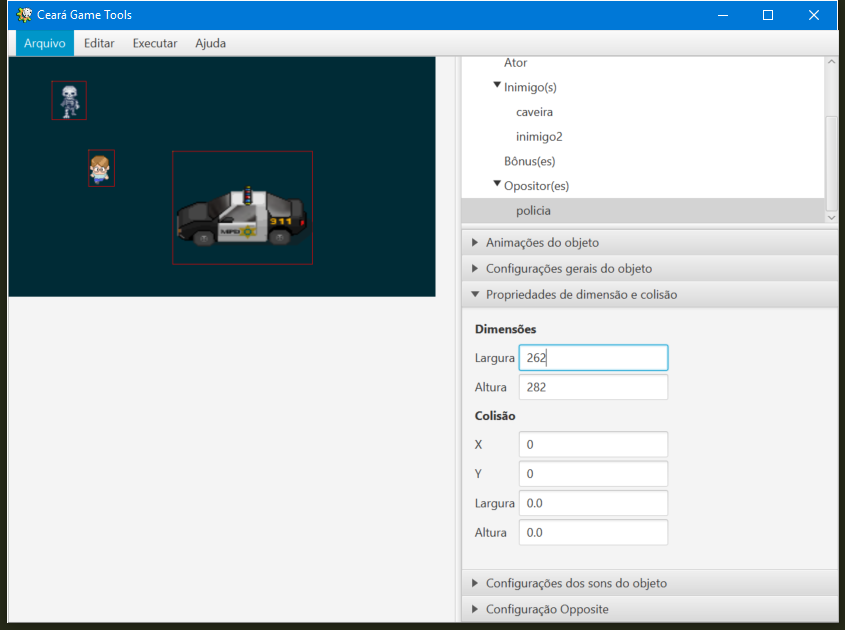 Ceará Game Tools
Arquivo Editar Executar Ajuda
Ator
Inimigo(s)
caveira
inimigo2
Bônus(es)
Opositor(es)
policia
911
Animações do objeto
Configurações gerais do objeto
Propriedades de dimensão e colisão
Dimensões
Largura 262
Altura 282
Colisão
X 0
Y 0
Largura 0.0
Altura 0.0
Configurações dos sons do objeto
Configuração Opposite